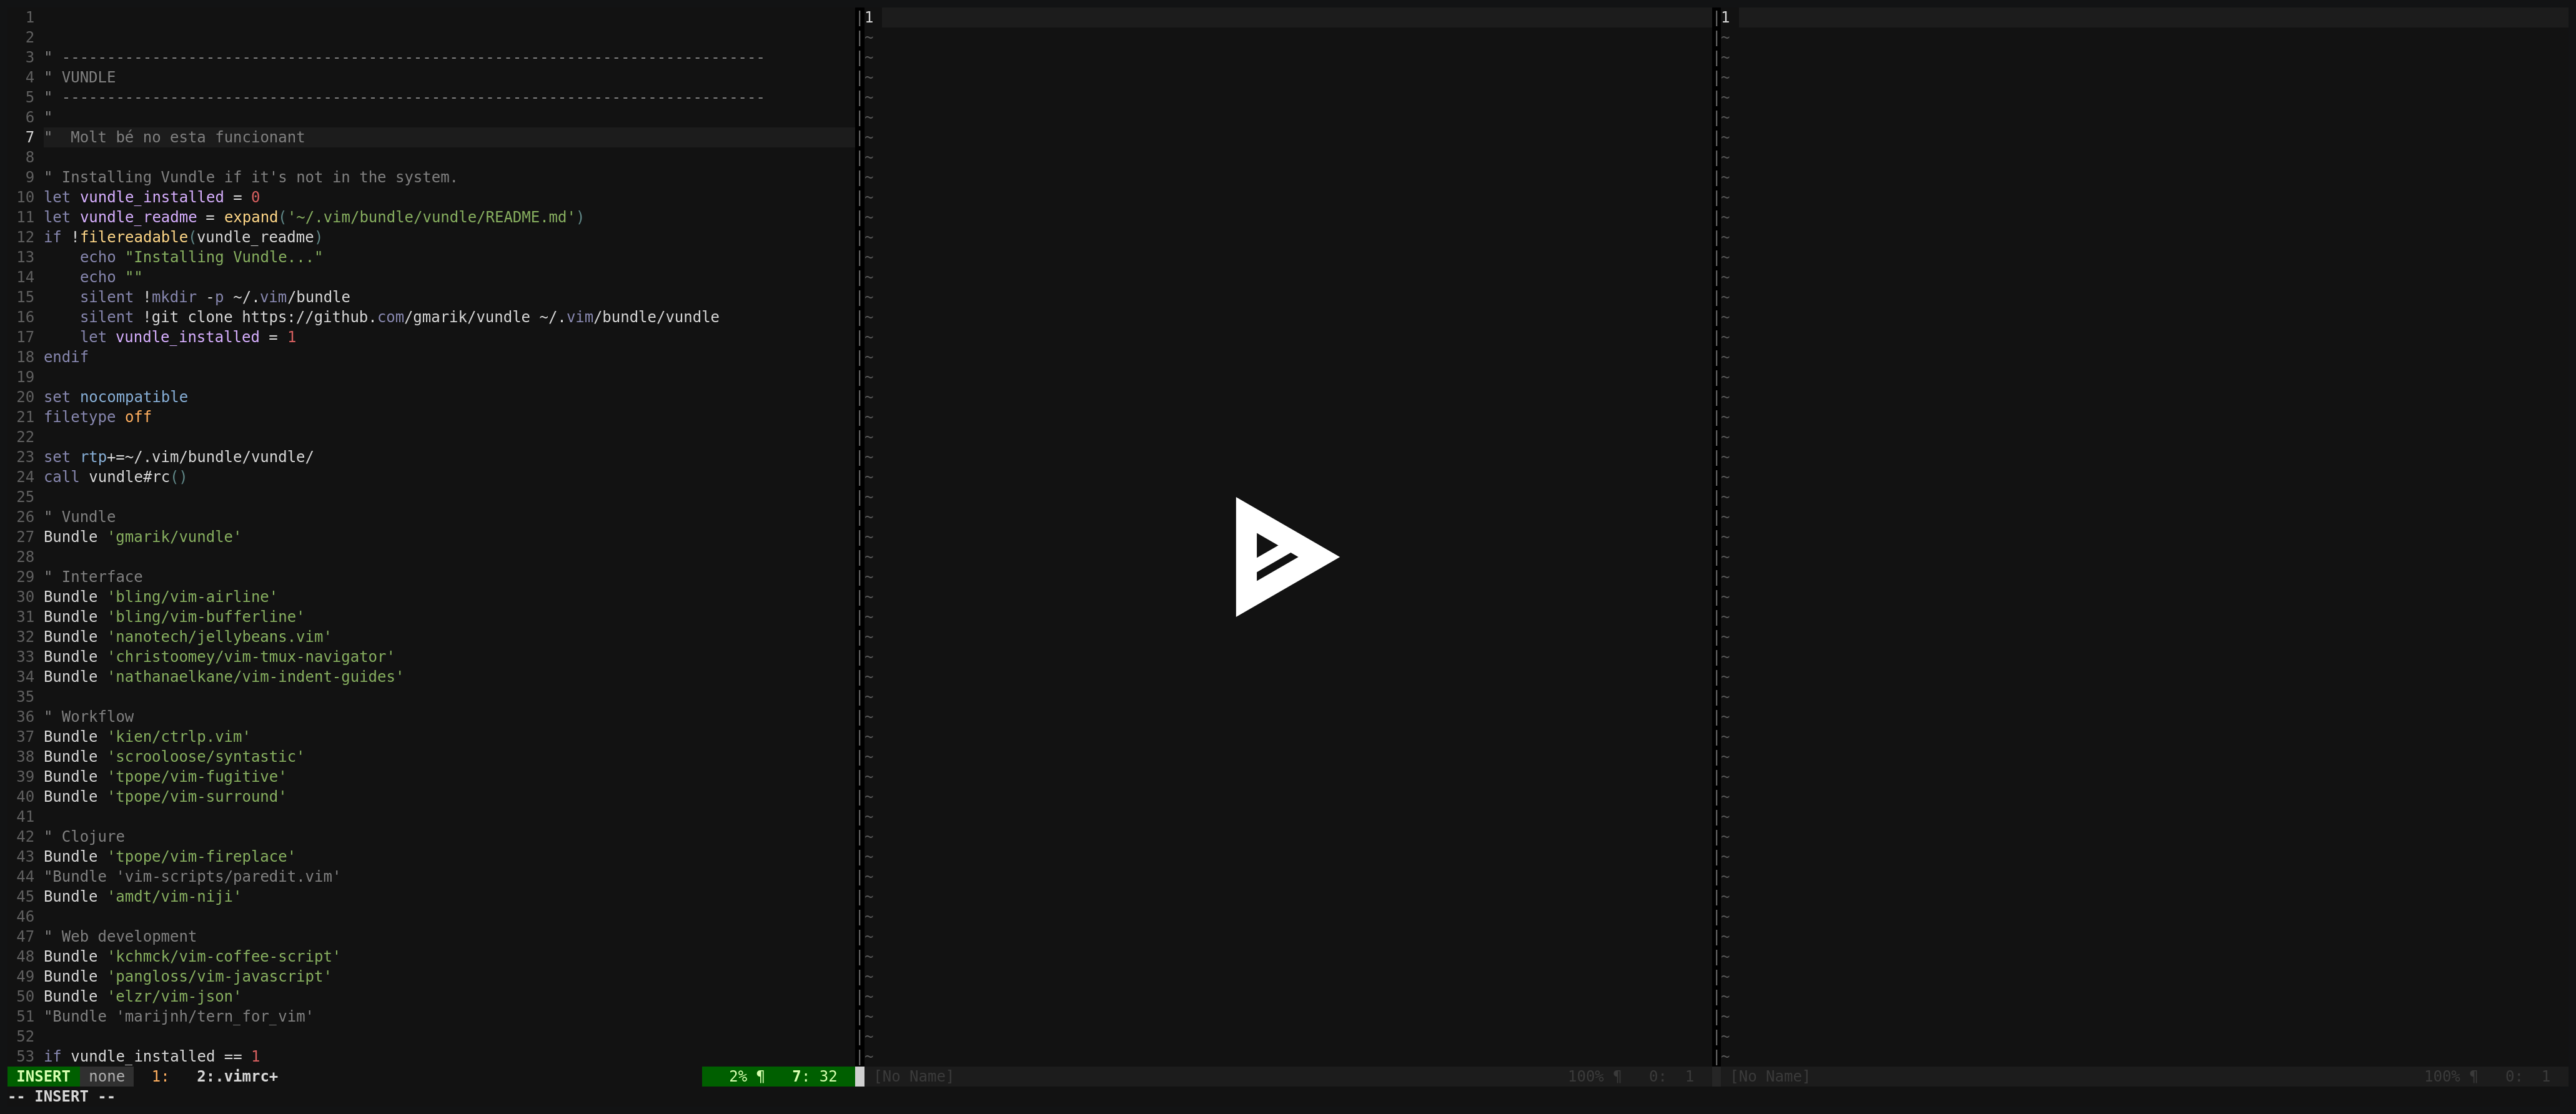 1
2
3 " ------------------------------------------------------------------------------
4 " VUNDLE
5 " ------------------------------------------------------------------------------
6 "
7 "  Molt bé no esta funcionant
8
9 " Installing Vundle if it's not in the system.
10 let vundle_installed = 0
11 let vundle_readme = expand('~/.vim/bundle/vundle/README.md')
12 if !filereadable(vundle_readme)
13     echo "Installing Vundle..."
14     echo ""
15     silent !mkdir -p ~/.vim/bundle
16     silent !git clone https://github.com/gmarik/vundle ~/.vim/bundle/vundle
17     let vundle_installed = 1
18 endif
19
20 set nocompatible
21 filetype off
22
23 set rtp+=~/.vim/bundle/vundle/
24 call vundle#rc()
25
26 " Vundle
27 Bundle 'gmarik/vundle'
28
29 " Interface
30 Bundle 'bling/vim-airline'
31 Bundle 'bling/vim-bufferline'
32 Bundle 'nanotech/jellybeans.vim'
33 Bundle 'christoomey/vim-tmux-navigator'
34 Bundle 'nathanaelkane/vim-indent-guides'
35
36 " Workflow
37 Bundle 'kien/ctrlp.vim'
38 Bundle 'scrooloose/syntastic'
39 Bundle 'tpope/vim-fugitive'
40 Bundle 'tpope/vim-surround'
41
42 " Clojure
43 Bundle 'tpope/vim-fireplace'
44 "Bundle 'vim-scripts/paredit.vim'
45 Bundle 'amdt/vim-niji'
46
47 " Web development
48 Bundle 'kchmck/vim-coffee-script'
49 Bundle 'pangloss/vim-javascript'
50 Bundle 'elzr/vim-json'
51 "Bundle 'marijnh/tern_for_vim'
52
53 if vundle_installed == 1
INSERT none 1: 2:.vimrc+ 2% ¶ 7: 32
-- INSERT --
1
[No Name] 100% ¶ 0: 1
1
[No Name] 100% ¶ 0: 1